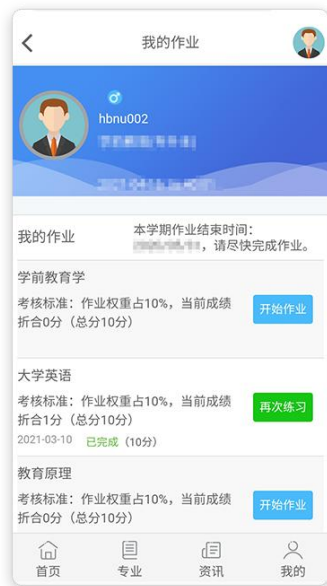 我的作业
hbnu002
我的作业
本学期作业结束时间：
，请尽快完成作业。
学前教育学
考核标准：作业权重占10%，当前成绩
折合0分（总分10分）
开始作业
大学英语
考核标准：作业权重占10%，当前成绩
折合1分（总分10分）
再次练习
2021-03-10 已完成（10分）
教育原理
考核标准：作业权重占10%，当前成绩
折合0分（总分10分）
开始作业
首页 专业 资讯 我的